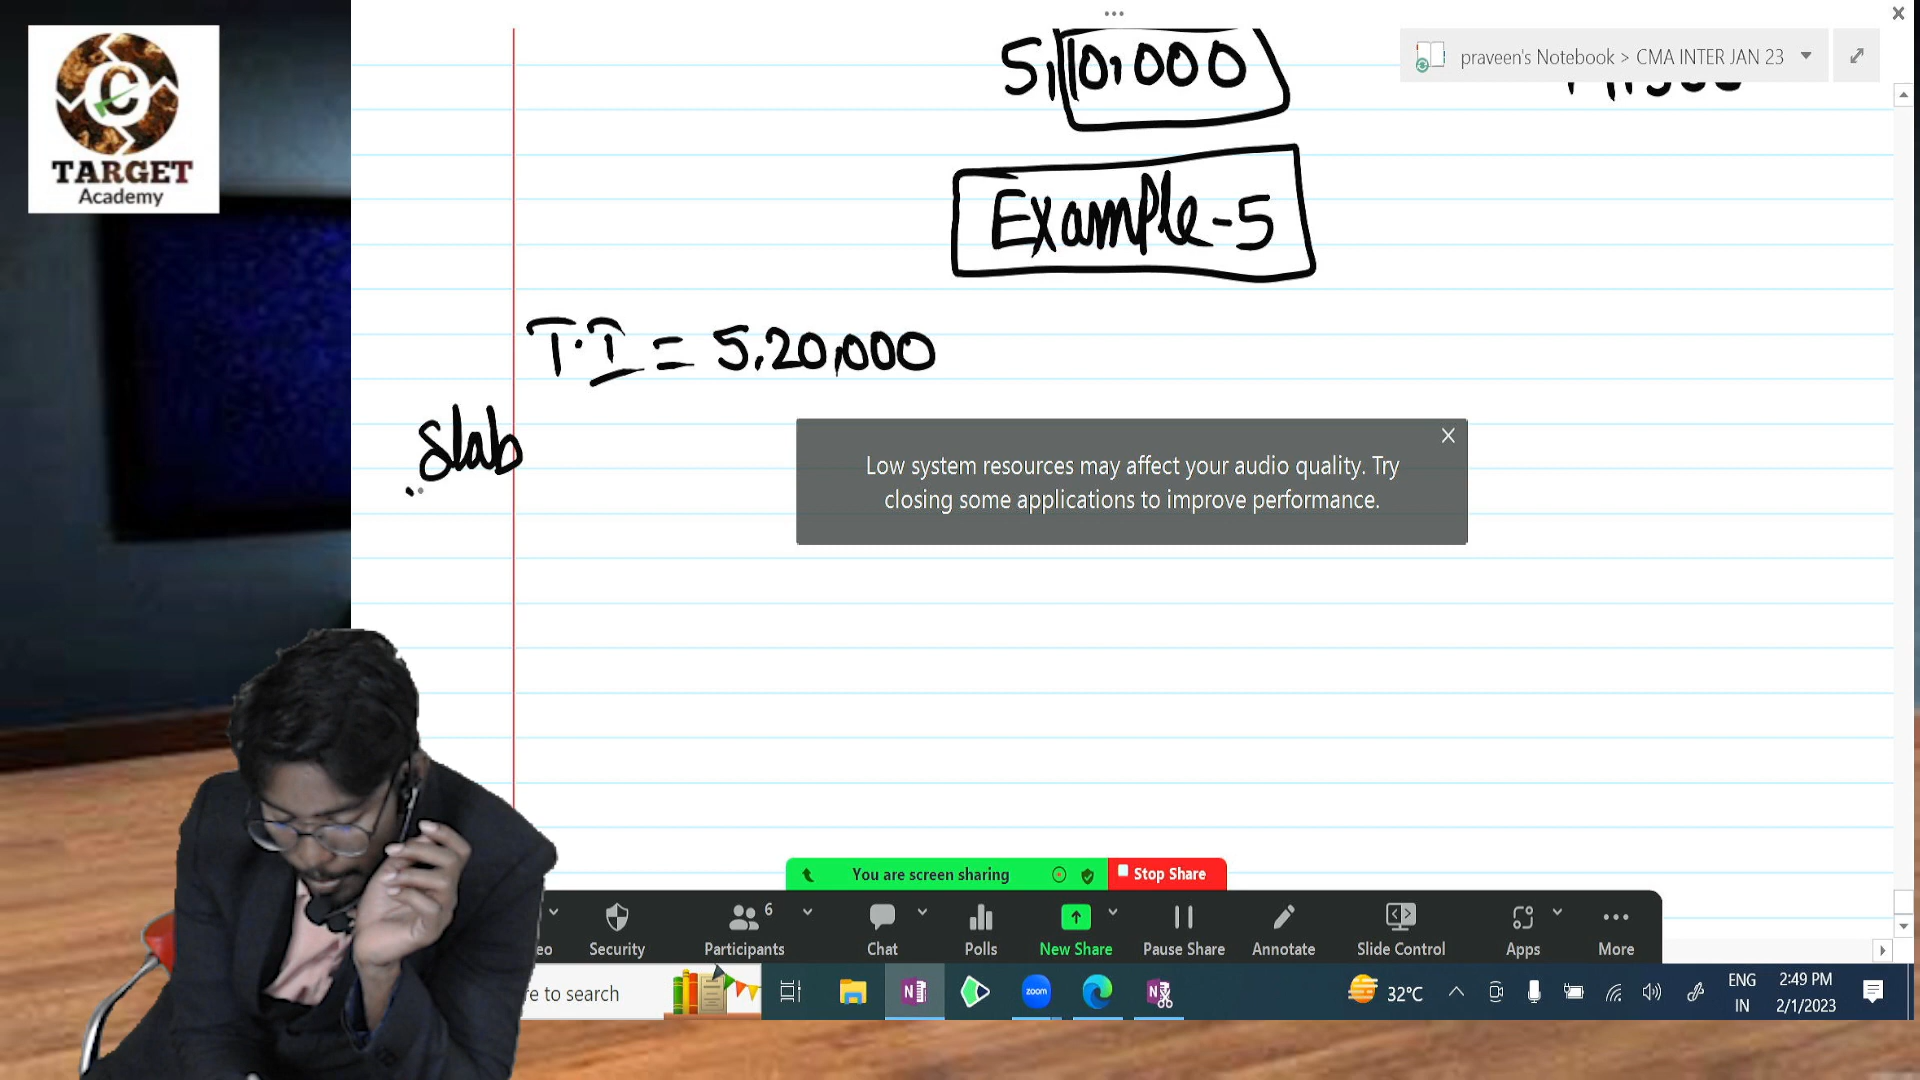 5,10,000
praveen's Notebook > CMA INTER JAN 23
C
TARGET
Academy
Example-5
T.I = 5,20,000
Slab
Low system resources may affect your audio quality. Try
closing some applications to improve performance.
You are screen sharing
Stop Share
eo
Security
Participants
6
Chat
Polls
New Share
Pause Share
Annotate
Slide Control
Apps
More
re to search
N
zoom
N
32°C
ENG
IN
2:49 PM
2/1/2023